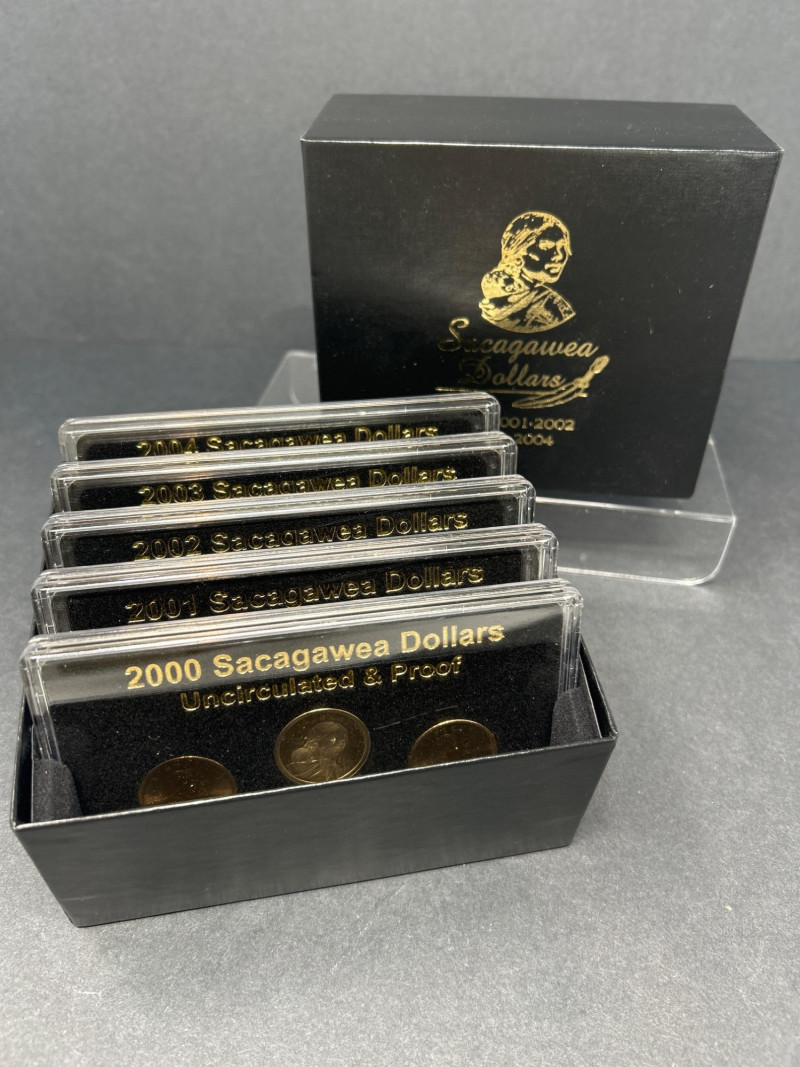 Sacagawea
Dollars
001·2002
2004
2004 Sacagawea Dollars
2003 Sacagawea Dollars
2002 Sacagawea Dollars
2001 Sacagawea Dollars
2000 Sacagawea Dollars
Uncirculated & Proof